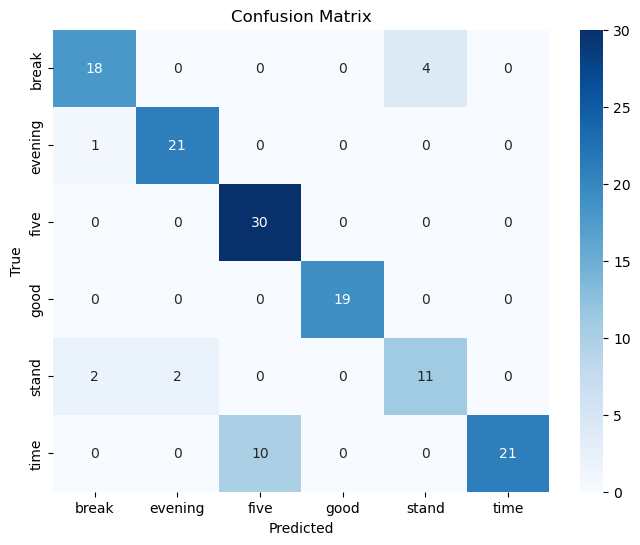 Confusion Matrix
True
break 18 0 0 0 4 0
evening 1 21 0 0 0 0
five 0 0 30 0 0 0
good 0 0 0 19 0 0
stand 2 2 0 0 11 0
time 0 0 10 0 0 21
break evening five good stand time
Predicted
30
25
20
15
10
5
0